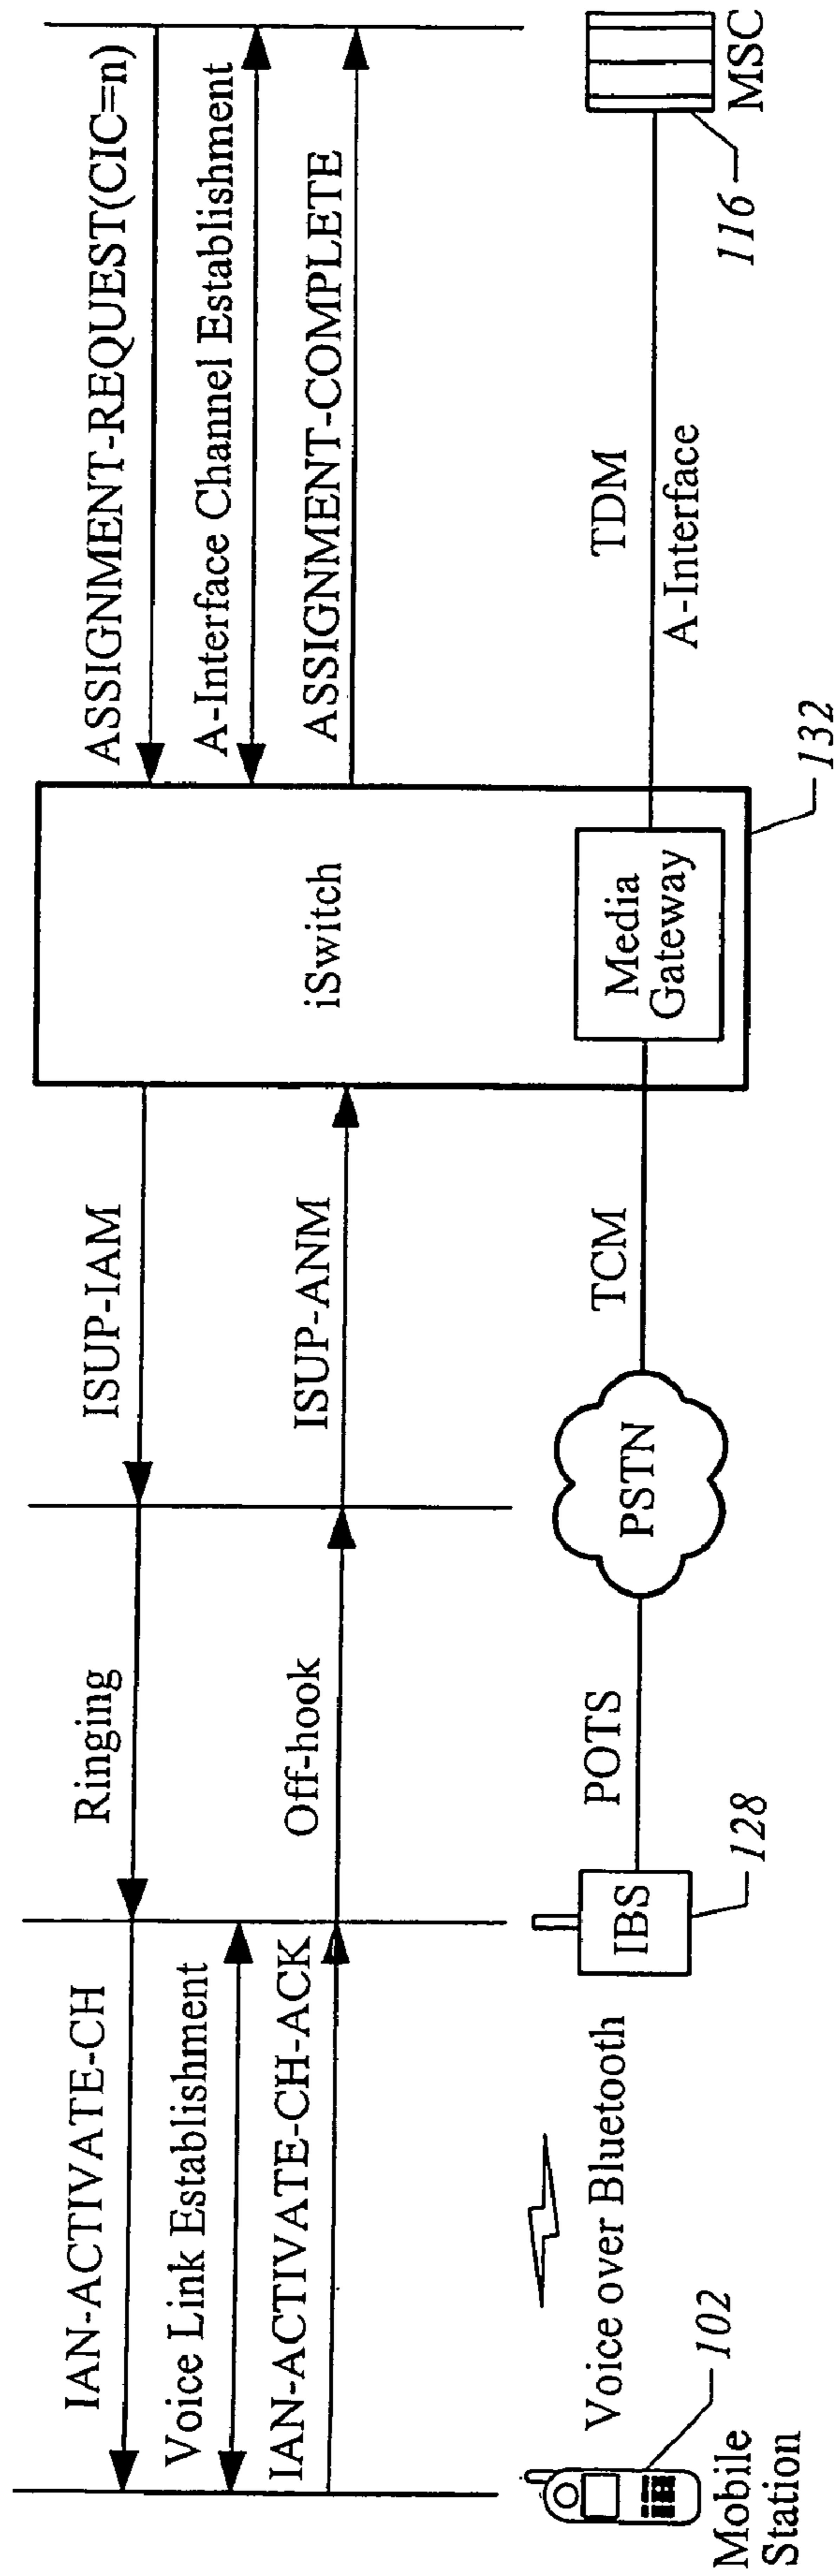 IAN-ACTIVATE-CH
Ringing
ISUP-IAM
ASSIGNMENT-REQUEST(CIC=n)
Voice Link Establishment
A-Interface Channel Establishment
IAN-ACTIVATE-CH-ACK
Off-hook
ISUP-ANM
iSwitch
ASSIGNMENT-COMPLETE
Voice over Bluetooth
IBS
POTS
PSTN
TCM
Media
Gateway
TDM
A-Interface
MSC
102
128
132
116
Mobile
Station